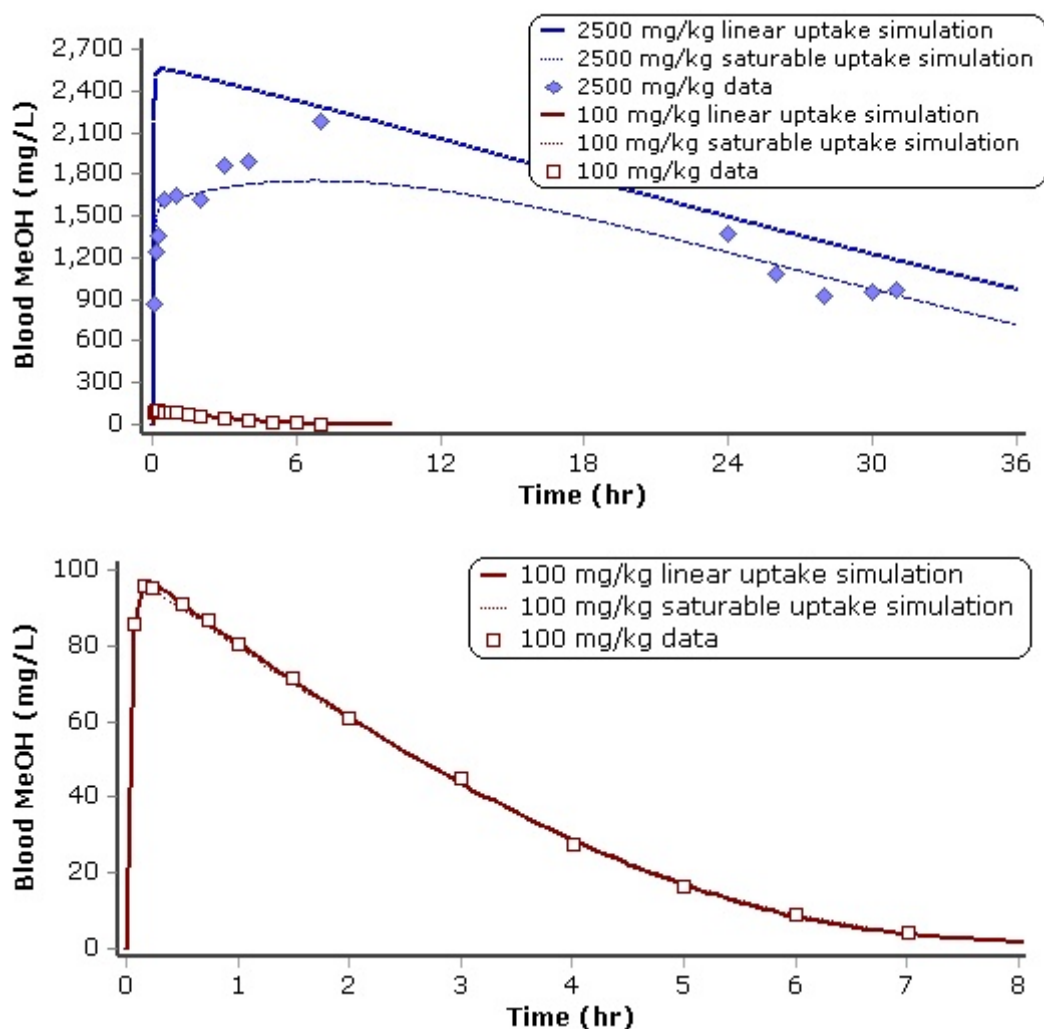 2500 mg/kg linear uptake simulation
2500 mg/kg saturable uptake simulation
2500 mg/kg data
100 mg/kg linear uptake simulation
100 mg/kg saturable uptake simulation
100 mg/kg data
Blood MeOH (mg/L)
2,700
2,400
2,100
1,800
1,500
1,200
900
600
300
0
0 6 12 18 24 30 36
Time (hr)
100 mg/kg linear uptake simulation
100 mg/kg saturable uptake simulation
100 mg/kg data
Blood MeOH (mg/L)
100
80
60
40
20
0
0 1 2 3 4 5 6 7 8
Time (hr)